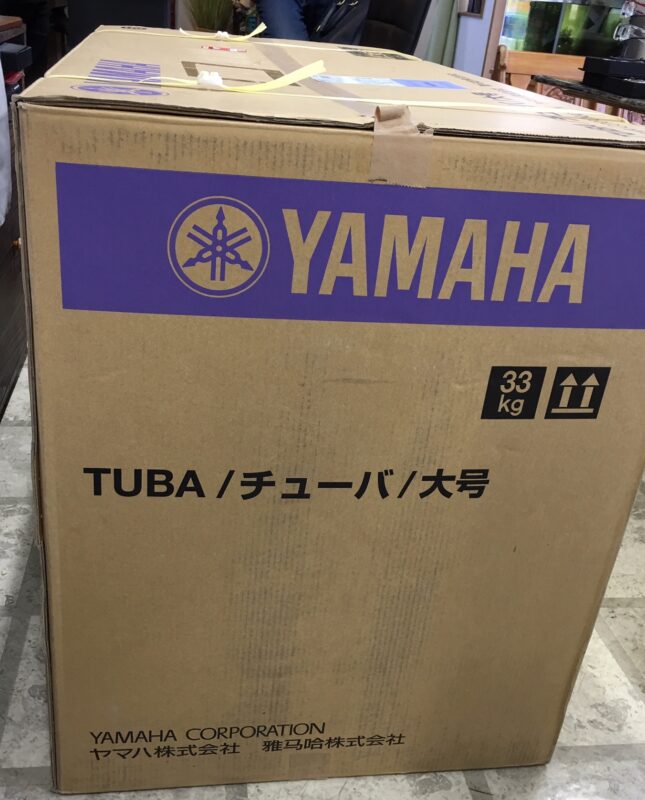 YAMAHA
33
kg
TUBA /チューバ/大号
YAMAHA CORPORATION
ヤマハ株式会社 雅马哈株式会社